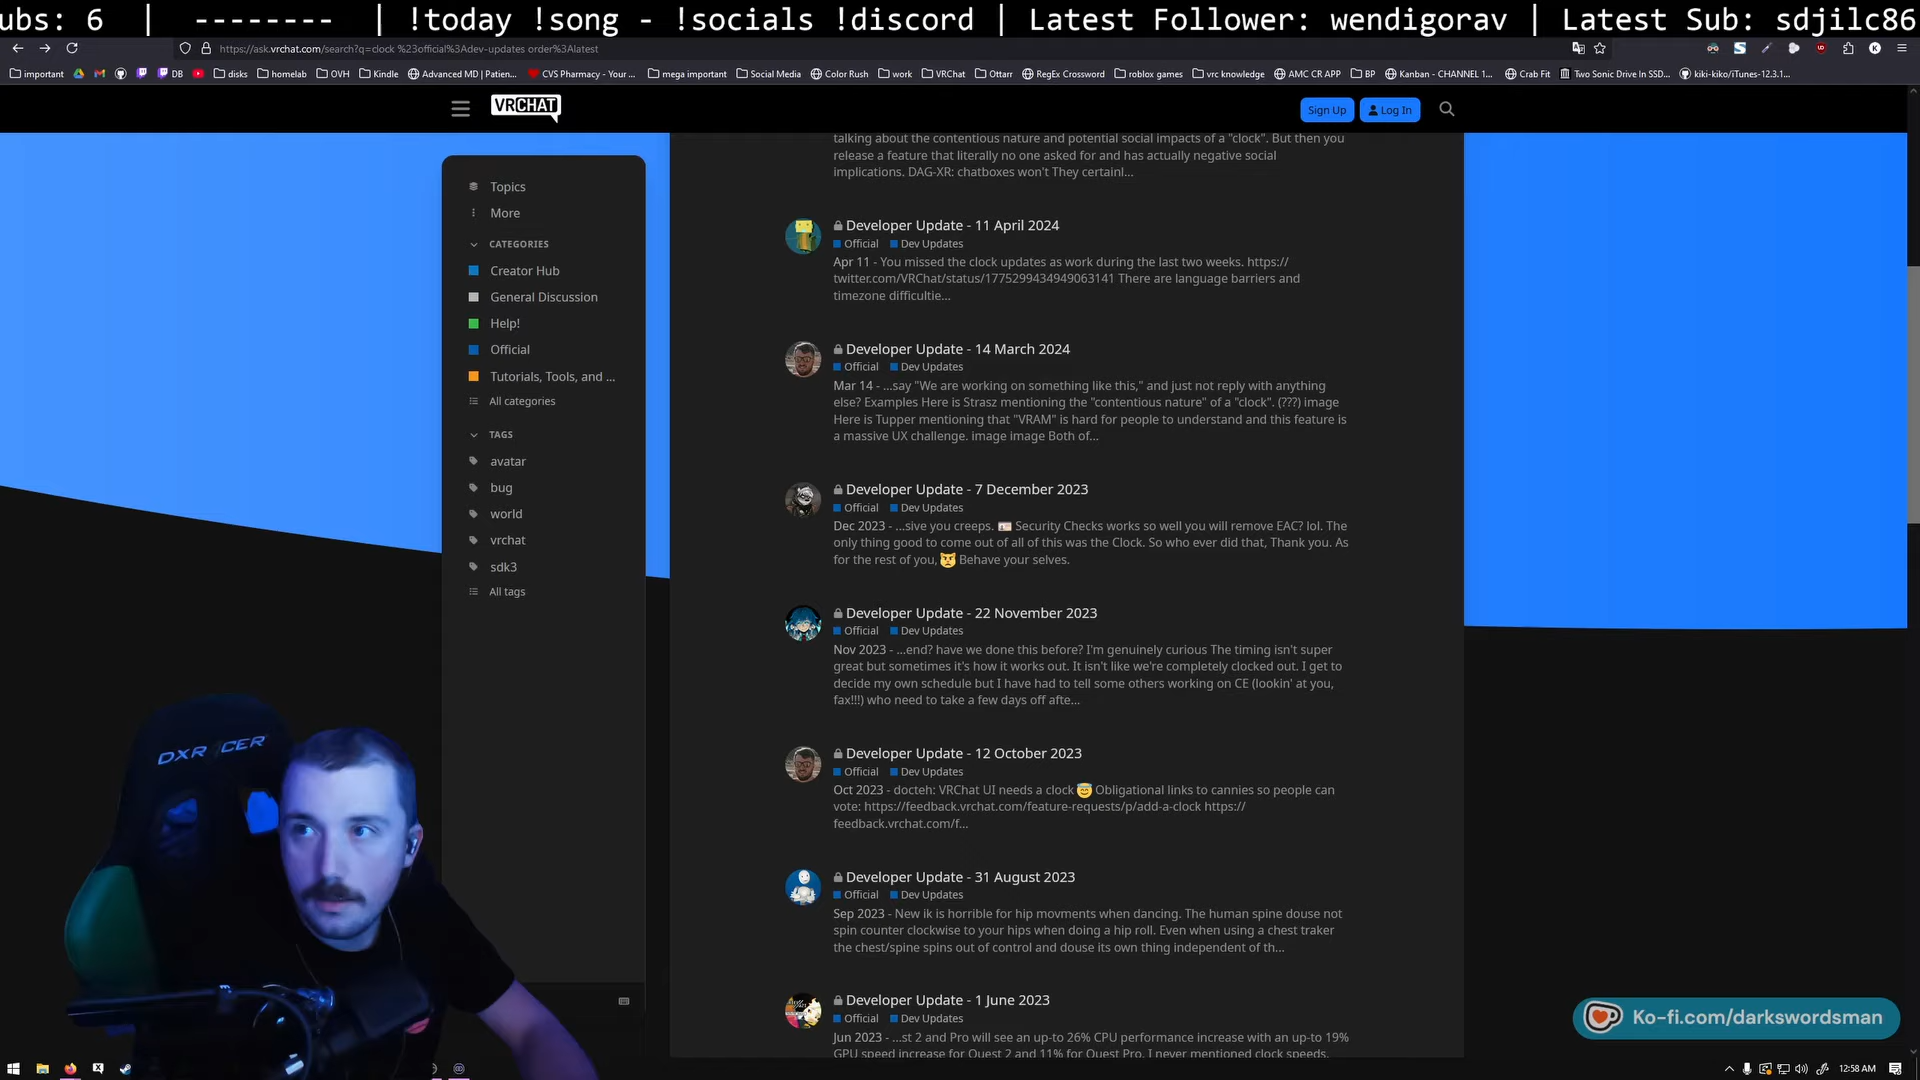 ubs: 6 | -------- | !today !song - !socials !discord | Latest Follower: wendigorav | Latest Sub: sdjilc86
https://ask.vrchat.com/search?q=clock %23official%3Adev-updates order%3Alatest
important DB disks homelab OVH Kindle Advanced MD | Patien... CVS Pharmacy - Your ... mega important Social Media Color Rush work VRChat Ottarr RegEx Crossword roblox games vrc knowledge AMC CR APP BP Kanban - CHANNEL 1... Crab Fit Two Sonic Drive In SSD... kiki-kiko/iTunes-12.3.1...
VRCHAT
Sign Up
Log In
Topics
More
CATEGORIES
Creator Hub
General Discussion
Help!
Official
Tutorials, Tools, and ...
All categories
TAGS
avatar
bug
world
vrchat
sdk3
All tags
talking about the contentious nature and potential social impacts of a "clock". But then you
release a feature that literally no one asked for and has actually negative social
implications. DAG-XR: chatboxes won't They certainl...
Developer Update - 11 April 2024
Official Dev Updates
Apr 11 - You missed the clock updates as work during the last two weeks. https://
twitter.com/VRChat/status/1775299434949063141 There are language barriers and
timezone difficultie...
Developer Update - 14 March 2024
Official Dev Updates
Mar 14 - ...say "We are working on something like this," and just not reply with anything
else? Examples Here is Strasz mentioning the "contentious nature" of a "clock". (???) image
Here is Tupper mentioning that "VRAM" is hard for people to understand and this feature is
a massive UX challenge. image image Both of...
Developer Update - 7 December 2023
Official Dev Updates
Dec 2023 - ...sive you creeps. Security Checks works so well you will remove EAC? lol. The
only thing good to come out of all of this was the Clock. So who ever did that, Thank you. As
for the rest of you, 😾 Behave your selves.
Developer Update - 22 November 2023
Official Dev Updates
Nov 2023 - ...end? have we done this before? I'm genuinely curious The timing isn't super
great but sometimes it's how it works out. It isn't like we're completely clocked out. I get to
decide my own schedule but I have had to tell some others working on CE (lookin' at you,
fax!!!) who need to take a few days off afte...
Developer Update - 12 October 2023
Official Dev Updates
Oct 2023 - docteh: VRChat UI needs a clock 😇 Obligational links to cannies so people can
vote: https://feedback.vrchat.com/feature-requests/p/add-a-clock https://
feedback.vrchat.com/f...
Developer Update - 31 August 2023
Official Dev Updates
Sep 2023 - New ik is horrible for hip movments when dancing. The human spine douse not
spin counter clockwise to your hips when doing a hip roll. Even when using a chest traker
the chest/spine spins out of control and douse its own thing independent of th...
Developer Update - 1 June 2023
Official Dev Updates
Jun 2023 - ...st 2 and Pro will see an up-to 26% CPU performance increase with an up-to 19%
GPU speed increase for Quest 2 and 11% for Quest Pro. I never mentioned clock speeds.
DXRACER
Ko-fi.com/darkswordsman
12:58 AM